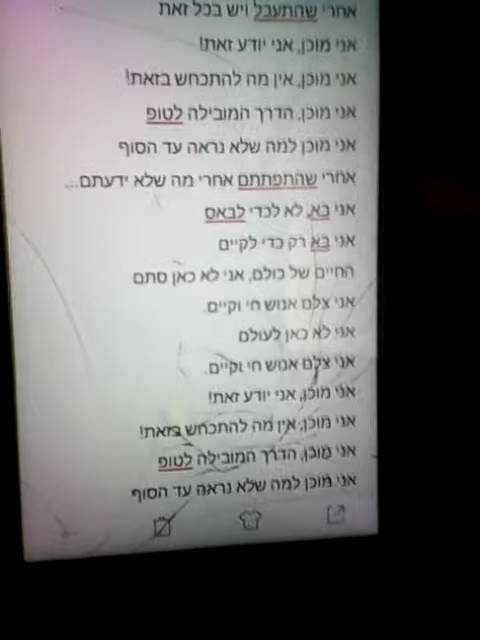 אחרי שהתעכל ויש בכל זאת
אני מוכן, אני יודע זאת!
אני מוכן, אין מה להתכחש בזאת!
אני מוכן, הדרך המובילה לטופ
אני מוכן למה שלא נראה עד הסוף
אחרי שהתפתתם אחרי מה שלא ידעתם...
אני בא, לא לכדי לבאס
אני בא רק כדי לקיים
החיים של כולם, אני לא כאן סתם
אני צלם אנוש חי וקיים.
אני לא כאן לעולם
אני צלם אנוש חי וקיים.
אני מוכן, אני יודע זאת!
אני מוכן, אין מה להתכחש בזאת!
אני מוכן, הדרך המובילה לטופ
אני מוכן למה שלא נראה עד הסוף